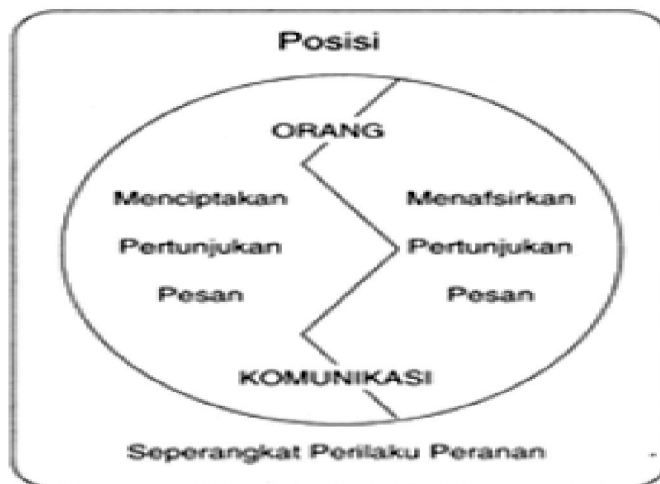 Posisi
ORANG
Menciptakan
Pertunjukan
Pesan
Menafsirkan
Pertunjukan
Pesan
KOMUNIKASI
Seperangkat Perilaku Peranan